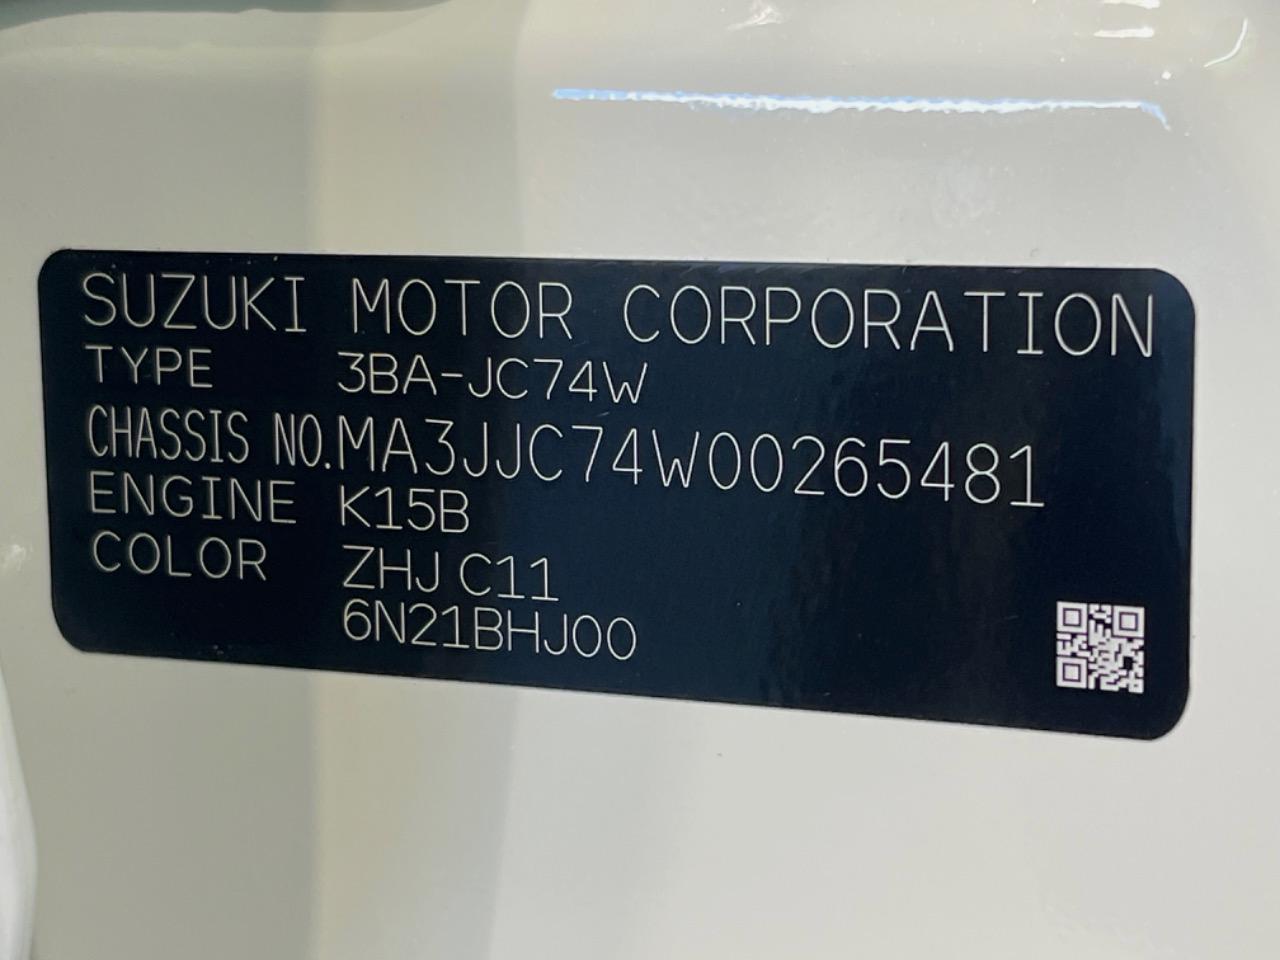 SUZUKI MOTOR CORPORATION
TYPE 3BA-JC74W
CHASSIS NO.MA3JJC74W00265481
ENGINE K15B
COLOR ZHJ C11
6N21BHJ00